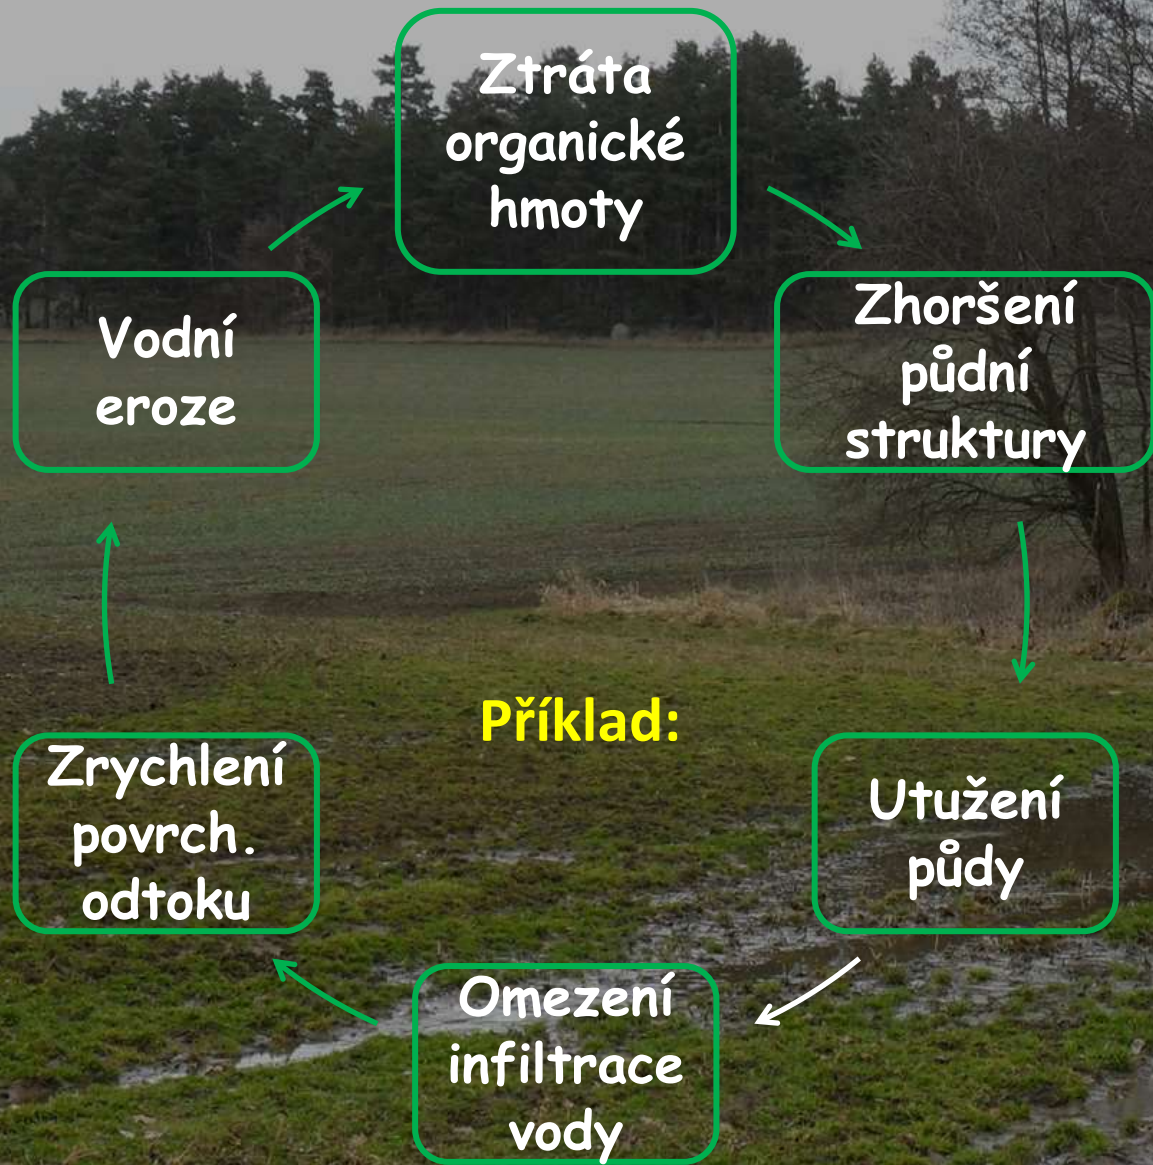 Ztráta
organické
hmoty
Zhoršení
půdní
struktury
Vodní
eroze
Příklad:
Utužení
půdy
Zrychlení
povrch.
odtoku
Omezení
infiltrace
vody